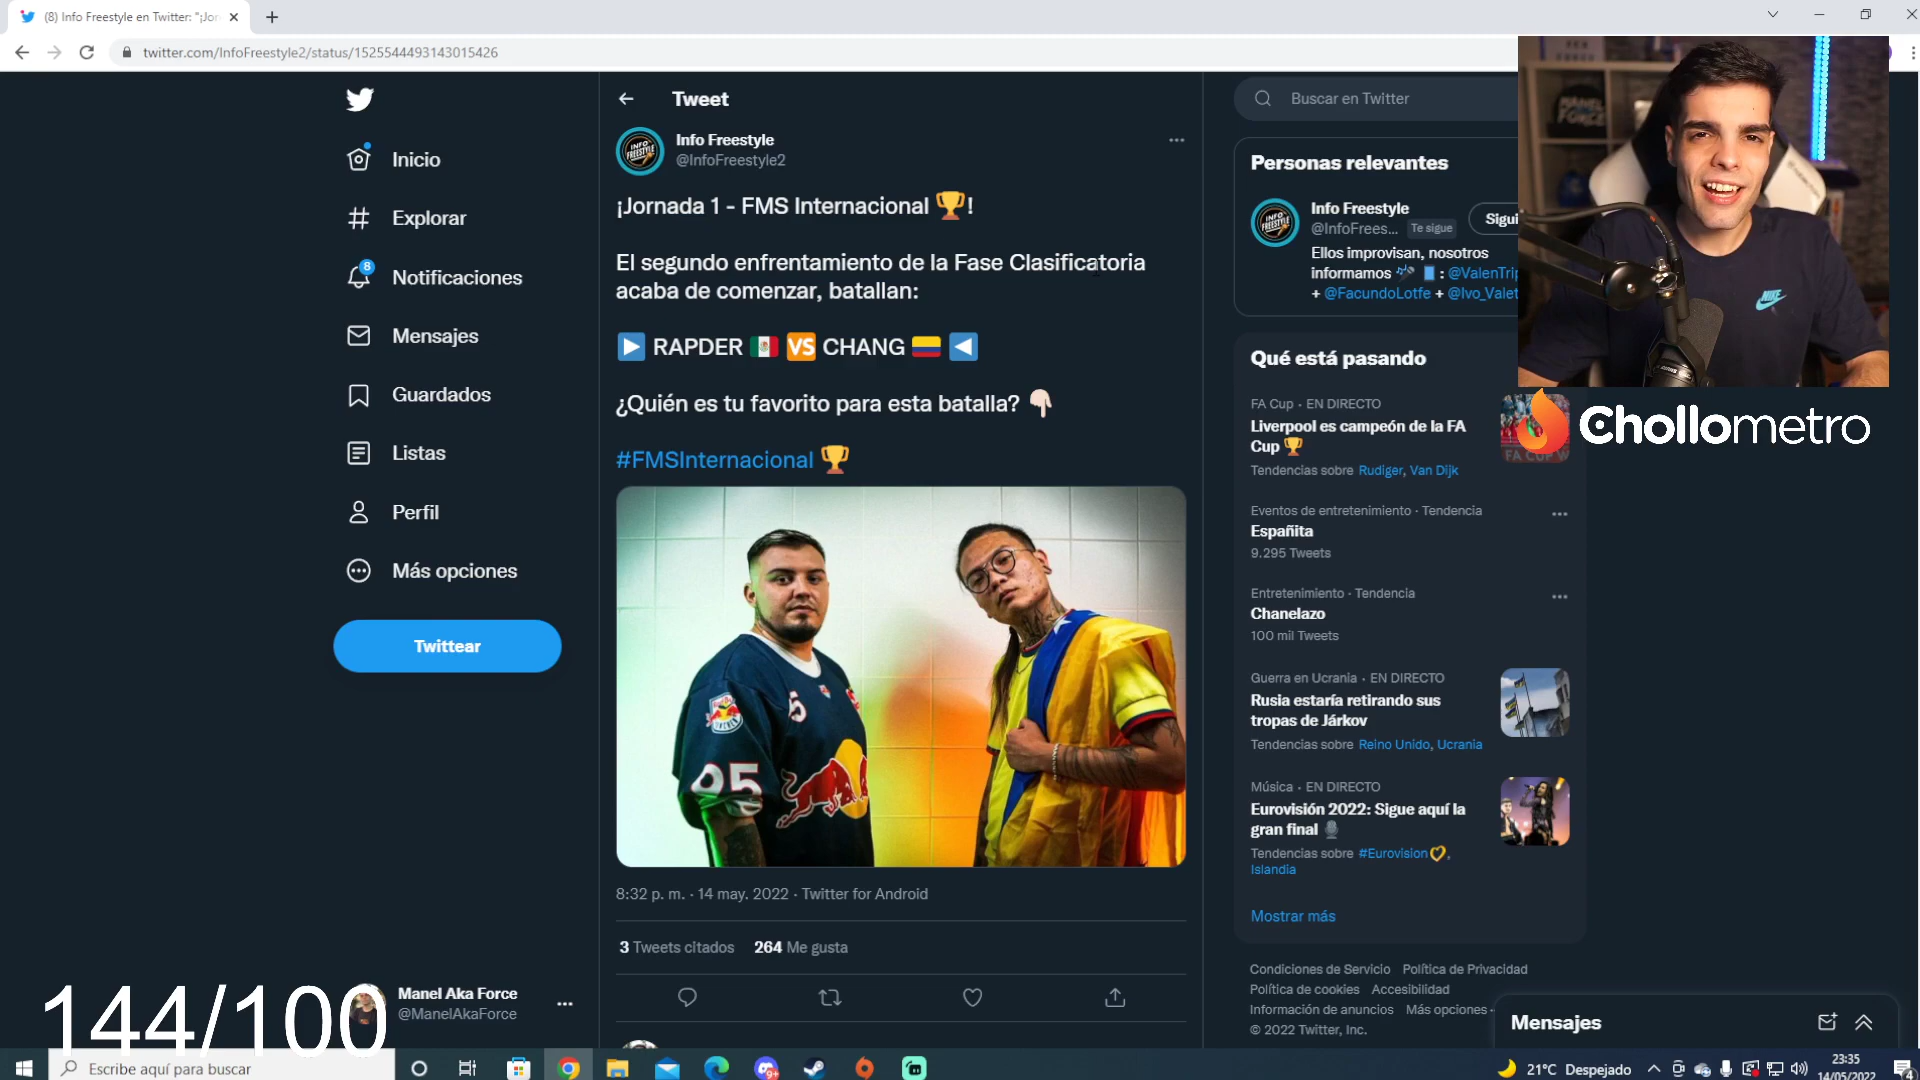 (8) Info Freestyle en Twitter: "¡Jor
twitter.com/InfoFreestyle2/status/1525544493143015426
Inicio
Explorar
8
Notificaciones
Mensajes
Guardados
Listas
Perfil
Más opciones
Twittear
Manel Aka Force
@ManelAkaForce
144/100
Tweet
Info Freestyle
@InfoFreestyle2
¡Jornada 1 - FMS Internacional 🏆!
El segundo enfrentamiento de la Fase Clasificatoria
acaba de comenzar, batallan:
▶️ RAPDER 🇲🇽 🆚 CHANG 🇨🇴 ◀️
¿Quién es tu favorito para esta batalla? 👇🏻
#FMSInternacional 🏆
95
8:32 p. m. · 14 may. 2022 · Twitter for Android
3 Tweets citados 264 Me gusta
Buscar en Twitter
Personas relevantes
Info Freestyle
@InfoFrees... Te sigue
Sigui
Ellos improvisan, nosotros
informamos 🎤 📱 : @ValenTrip
+ @FacundoLotfe + @Ivo_Valet
Qué está pasando
FA Cup · EN DIRECTO
Liverpool es campeón de la FA
Cup 🏆
Tendencias sobre Rudiger, Van Dijk
Eventos de entretenimiento · Tendencia
Españita
9.295 Tweets
Entretenimiento · Tendencia
Chanelazo
100 mil Tweets
Guerra en Ucrania · EN DIRECTO
Rusia estaría retirando sus
tropas de Járkov
Tendencias sobre Reino Unido, Ucrania
Música · EN DIRECTO
Eurovisión 2022: Sigue aquí la
gran final 🎙️
Tendencias sobre #Eurovision💛,
Islandia
Mostrar más
Condiciones de Servicio Política de Privacidad
Política de cookies Accesibilidad
Información de anuncios Más opciones
© 2022 Twitter, Inc.
Mensajes
Chollometro
MANEL
FORCE
NIKE
Escribe aquí para buscar
21°C Despejado
23:35
14/05/2022
4